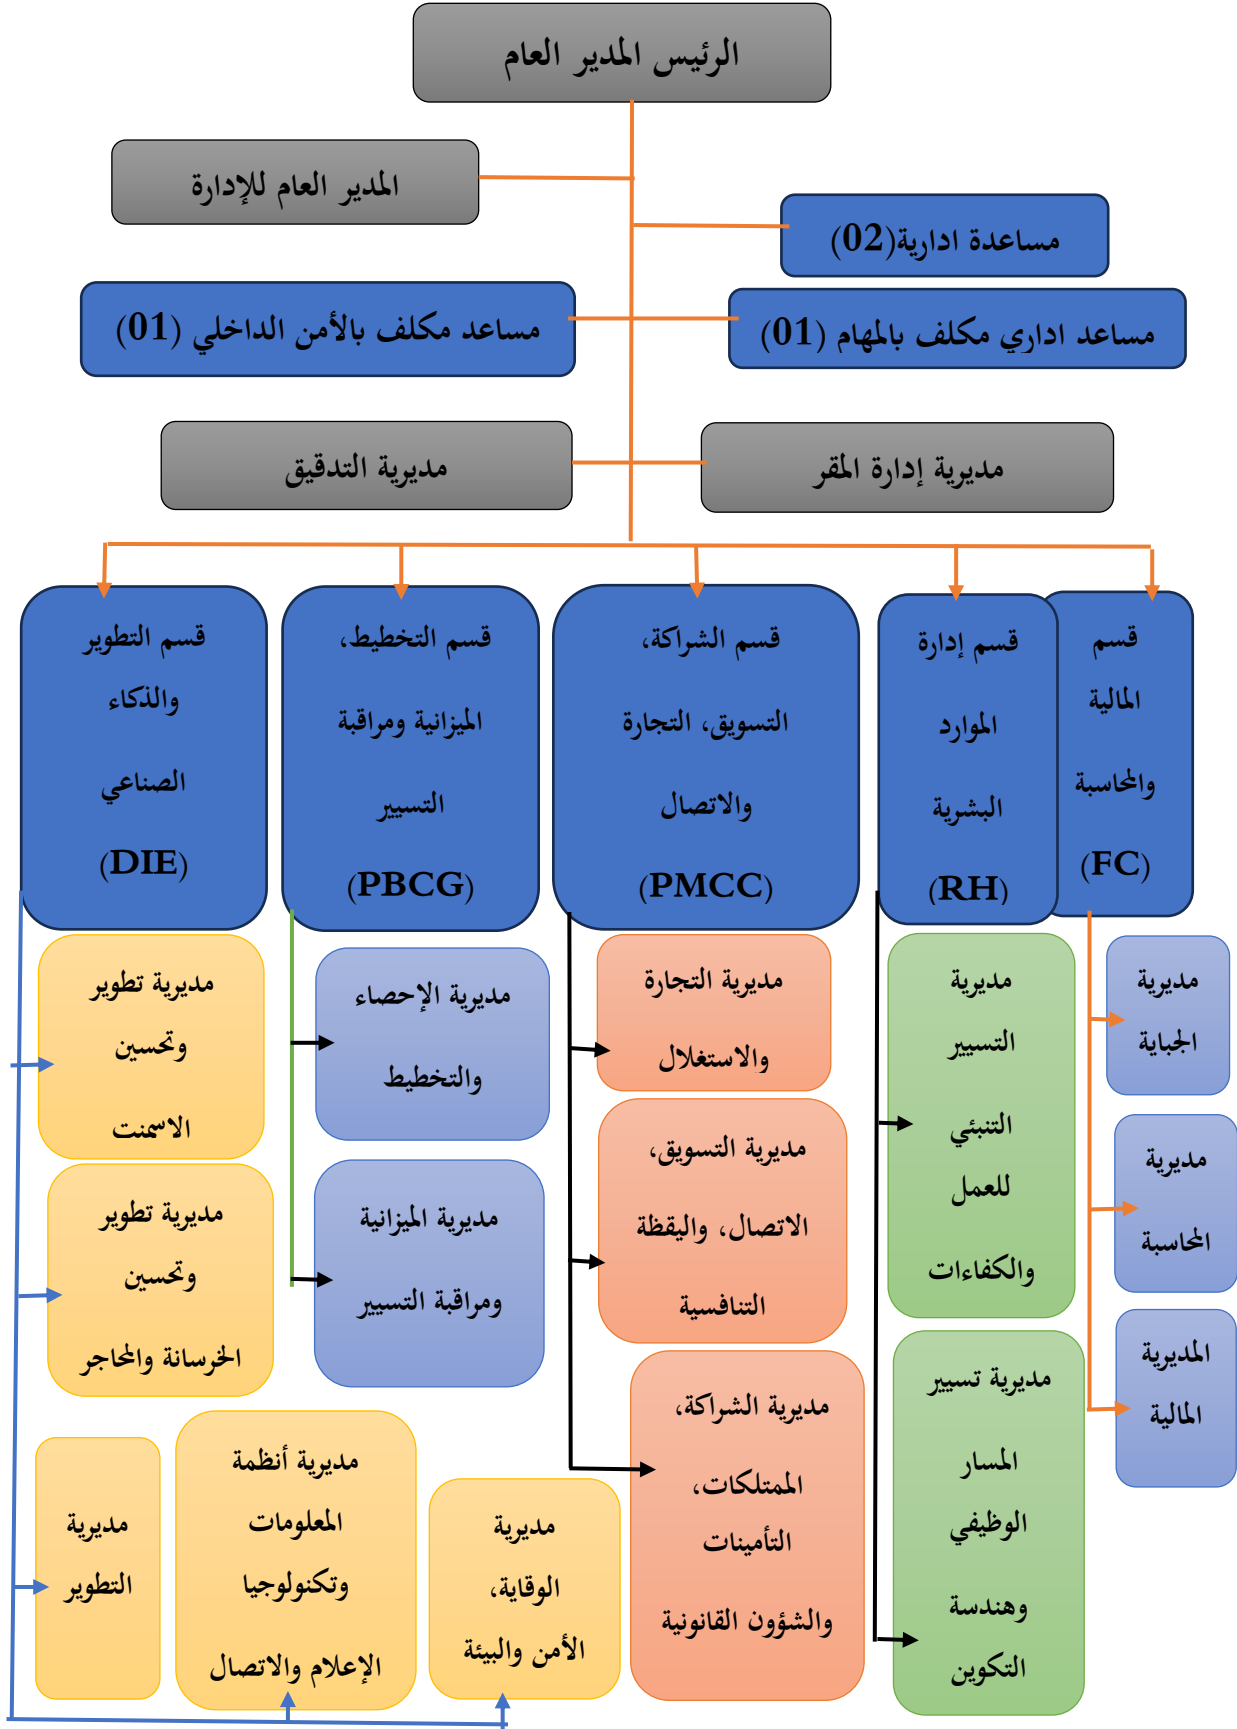 الرئيس المدير العام
المدير العام للإدارة
مساعدة ادارية(02)
مساعد اداري مكلف بالمهام (01)
مساعد مكلف بالأمن الداخلي (01)
مديرية إدارة المقر
مديرية التدقيق
قسم
المالية
والمحاسبة
(FC)
قسم إدارة
الموارد
البشرية
(RH)
قسم الشراكة،
التسويق، التجارة
والاتصال
(PMCC)
قسم التخطيط،
الميزانية ومراقبة
التسيير
(PBCG)
قسم التطوير
والذكاء
الصناعي
(DIE)
مديرية
الجباية
مديرية
المحاسبة
المديرية
المالية
مديرية
التسيير
التنبئي
للعمل
والكفاءات
مديرية تسيير
المسار
الوظيفي
وهندسة
التكوين
مديرية التجارة
والاستغلال
مديرية التسويق،
الاتصال، واليقظة
التنافسية
مديرية الشراكة،
الممتلكات،
التأمينات
والشؤون القانونية
مديرية الإحصاء
والتخطيط
مديرية الميزانية
ومراقبة التسيير
مديرية تطوير
وتحسين
الاسمنت
مديرية تطوير
وتحسين
الخرسانة والمحاجر
مديرية
الوقاية،
الأمن والبيئة
مديرية أنظمة
المعلومات
وتكنولوجيا
الإعلام والاتصال
مديرية
التطوير